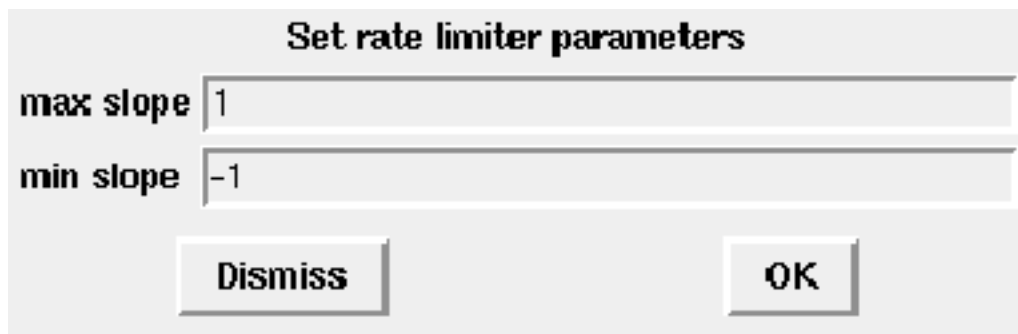 Set rate limiter parameters
max slope 1
min slope -1
Dismiss OK